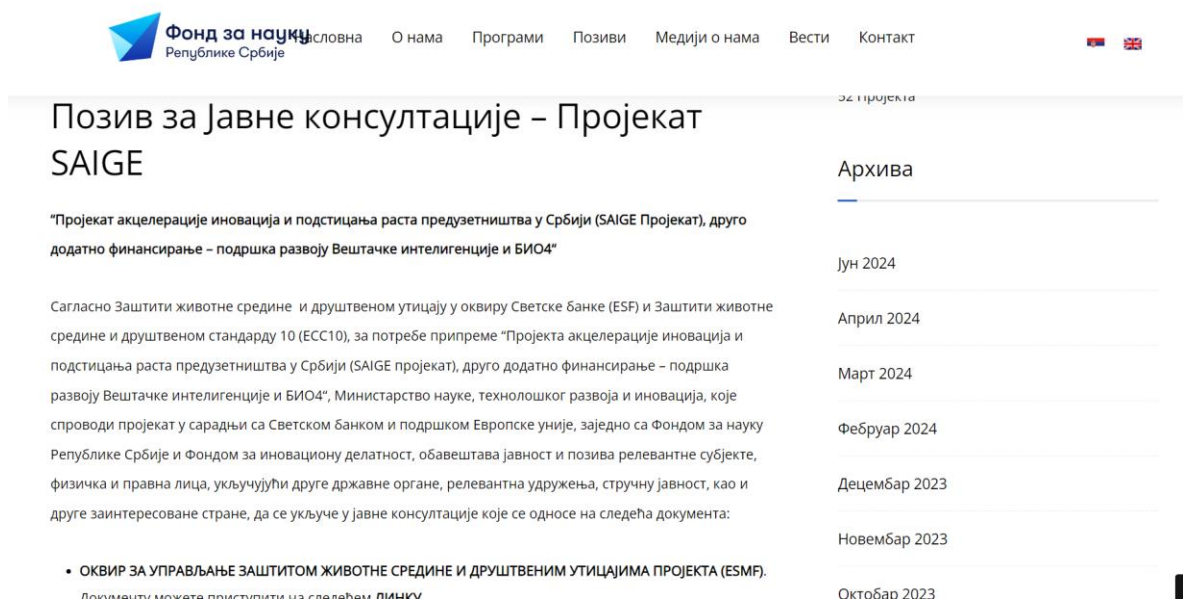 Фонд за науку
Републике Србије
Насловна О нама Програми Позиви Медији о нама Вести Контакт
Позив за Јавне консултације – Пројекат
SAIGE
“Пројекат акцелерације иновација и подстицања раста предузетништва у Србији (SAIGE Пројекат), друго
додатно финансирање – подршка развоју Вештачке интелигенције и БИО4“
Сагласно Заштити животне средине и друштвеном утицају у оквиру Светске банке (ESF) и Заштити животне
средине и друштвеном стандарду 10 (ЕСС10), за потребе припреме “Пројекта акцелерације иновација и
подстицања раста предузетништва у Србији (SAIGE пројекат), друго додатно финансирање – подршка
развоју Вештачке интелигенције и БИО4“, Министарство науке, технолошког развоја и иновација, које
спроводи пројекат у сарадњи са Светском банком и подршком Европске уније, заједно са Фондом за науку
Републике Србије и Фондом за иновациону делатност, обавештава јавност и позива релевантне субјекте,
физичка и правна лица, укључујући друге државне органе, релевантна удружења, стручну јавност, као и
друге заинтересоване стране, да се укључе у јавне консултације које се односе на следећа документа:
• ОКВИР ЗА УПРАВЉАЊЕ ЗАШТИТОМ ЖИВОТНЕ СРЕДИНЕ И ДРУШТВЕНИМ УТИЦАЈИМА ПРОЈЕКТА (ESMF).
Документу можете приступити на следећем ЛИНКУ
52 Пројекта
Архива
Јун 2024
Април 2024
Март 2024
Фебруар 2024
Децембар 2023
Новембар 2023
Октобар 2023